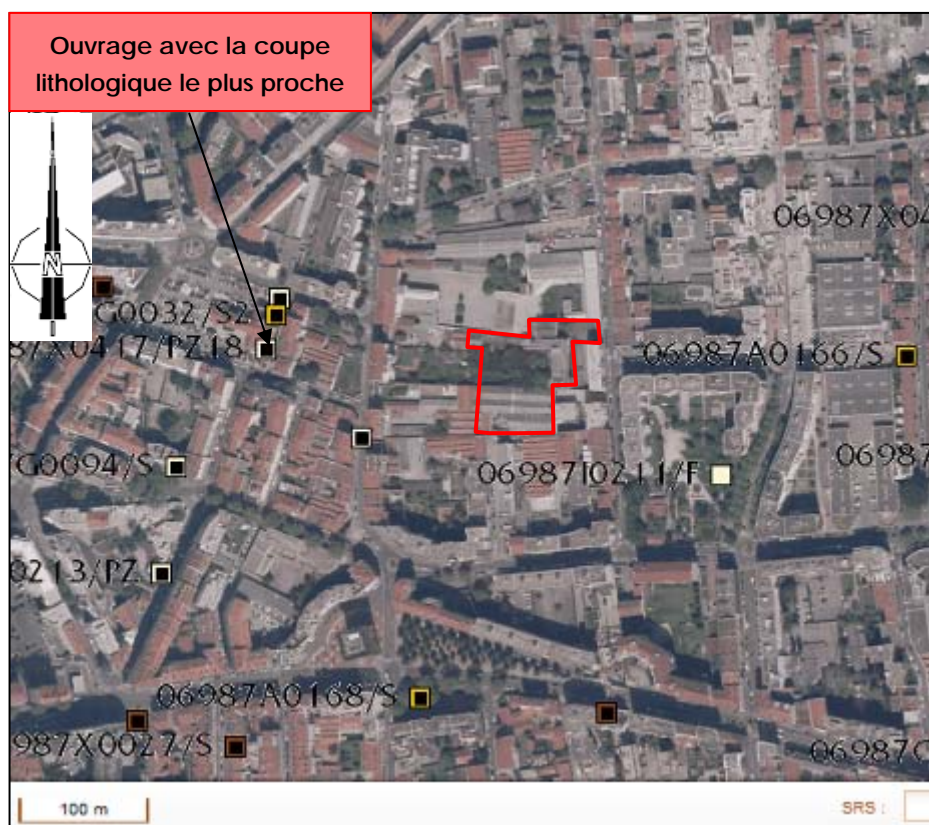 Ouvrage avec la coupe
lithologique le plus proche
N
06987X04
G0032/S2
87X0417/PZ18
06987A0166/S
G0094/S
06987I0211/F
06987
0213/PZ
06987A0168/S
987X0027/S
06987C
100 m
SRS :